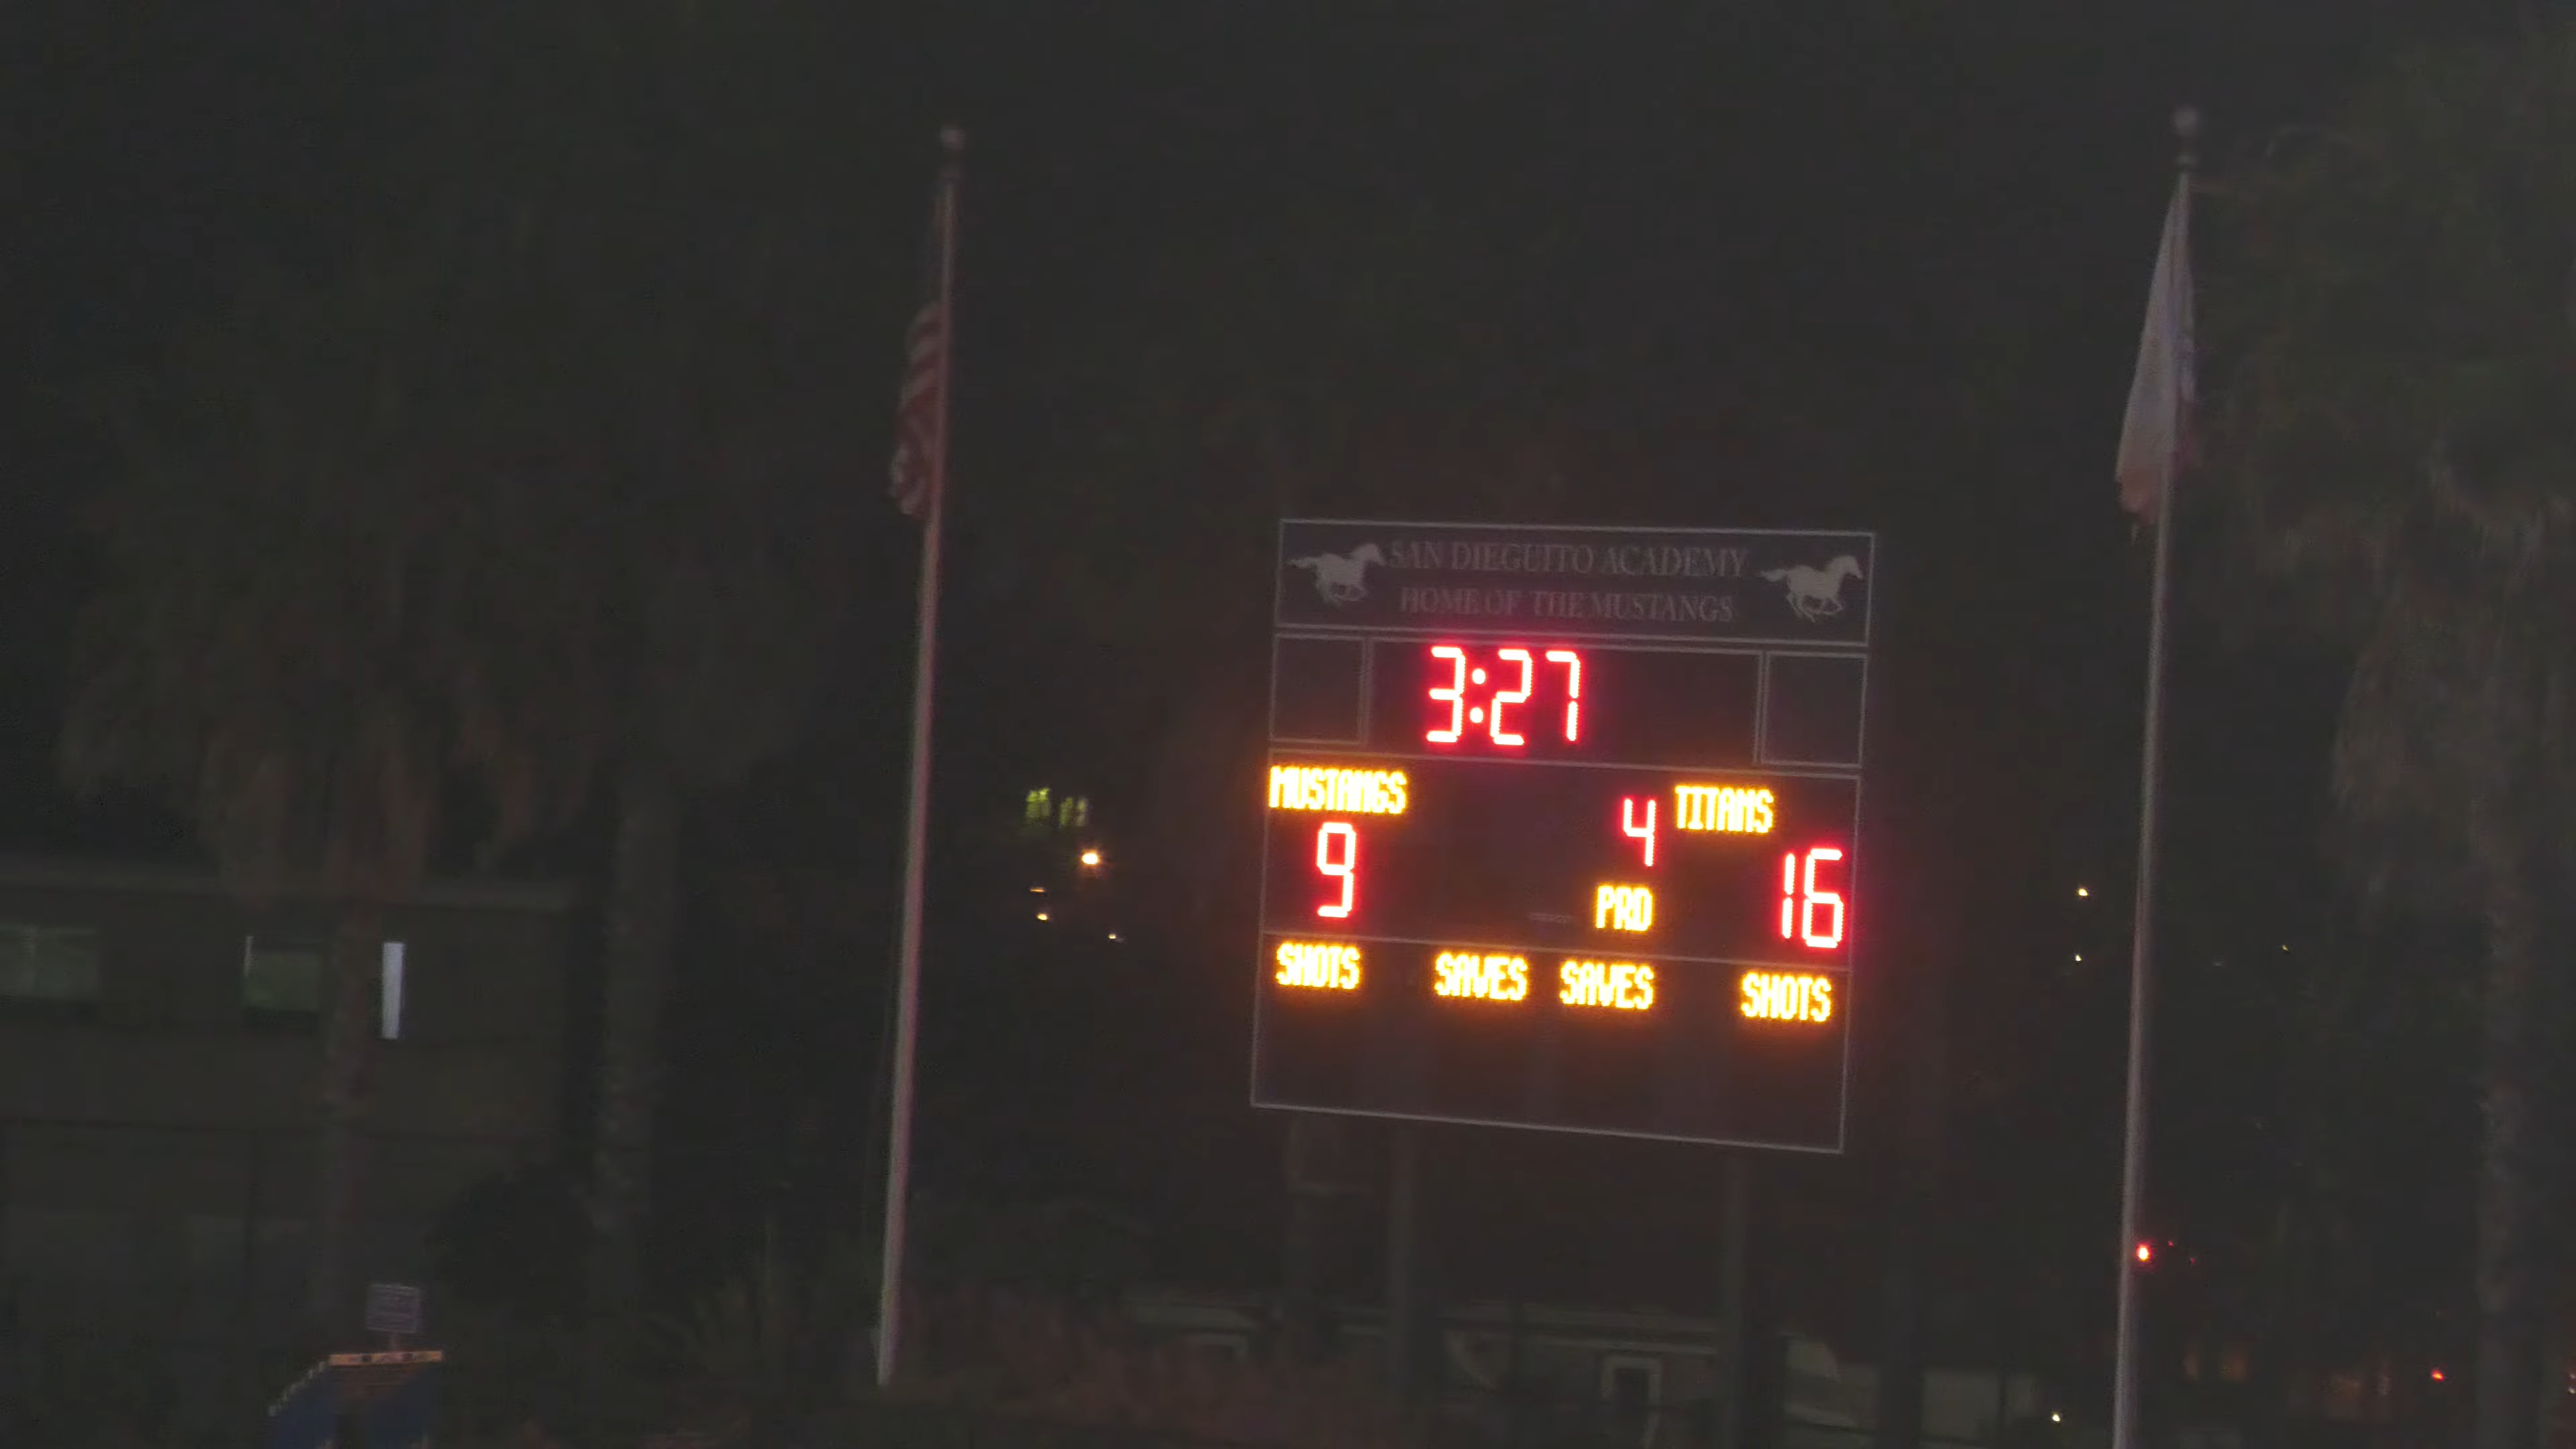 SAN DIEGUITO ACADEMY
HOME OF THE MUSTANGS
3:27
MUSTANGS 4 TITANS
9 PRD 16
SHOTS SAVES SAVES SHOTS